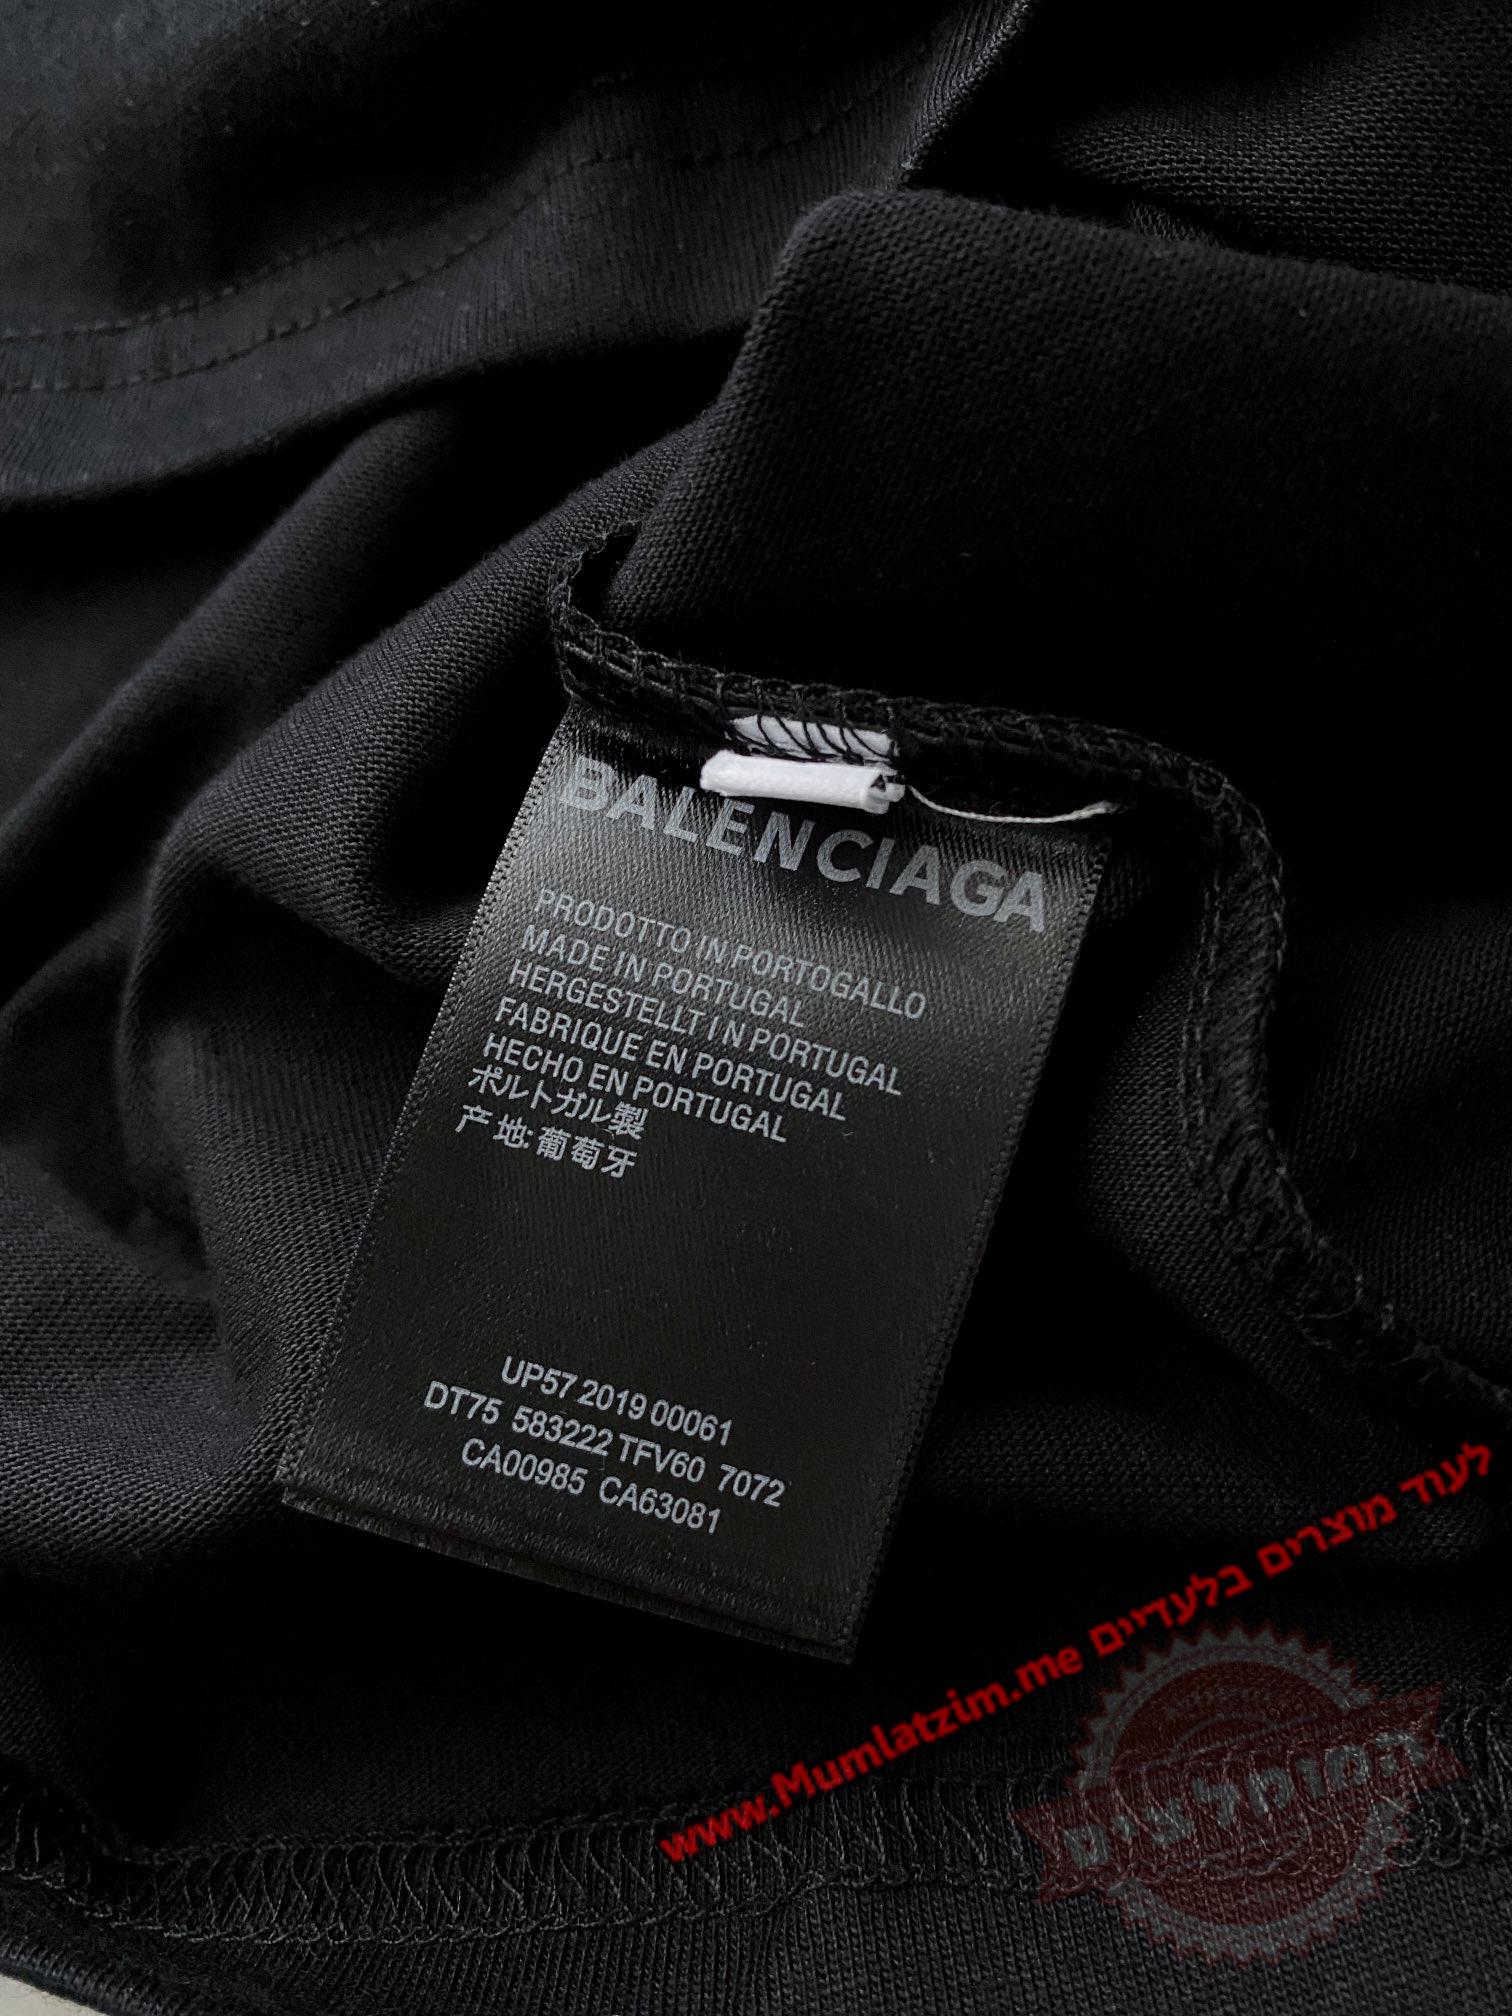 BALENCIAGA
PRODOTTO IN PORTOGALLO
MADE IN PORTUGAL
HERGESTELLT IN PORTUGAL
FABRIQUE EN PORTUGAL
HECHO EN PORTUGAL
ポルトガル製
产地:葡萄牙
UP57 2019 00061
DT75 583222 TFV60 7072
CA00985 CA63081
לעוד מוצרים בלעדיים www.Mumlatzim.me
המומלצים